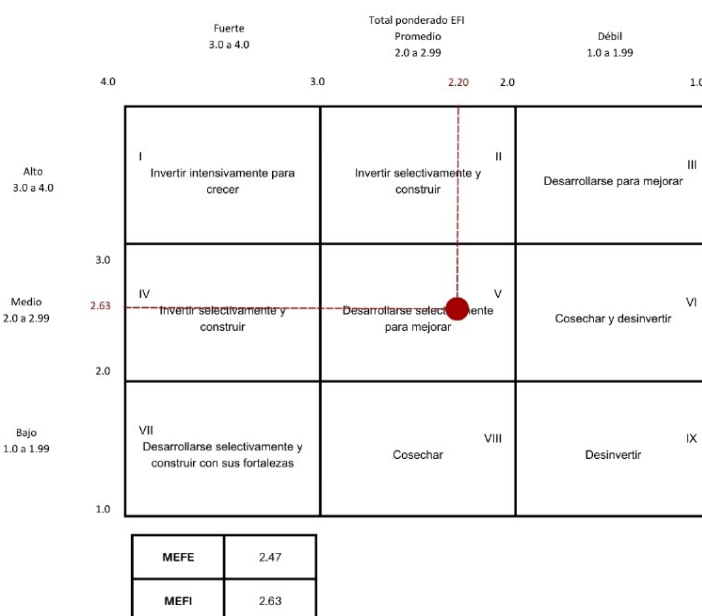 Total ponderado EFI
Fuerte
3.0 a 4.0
Promedio
2.0 a 2.99
Débil
1.0 a 1.99
4.0
3.0
2.20
2.0
1.0
Alto
3.0 a 4.0
I
Invertir intensivamente para
crecer
II
Invertir selectivamente y
construir
III
Desarrollarse para mejorar
3.0
Medio
2.0 a 2.99
2.63
IV
Invertir selectivamente y
construir
V
Desarrollarse select mente
para mejorar
VI
Cosechar y desinvertir
2.0
Bajo
1.0 a 1.99
VII
Desarrollarse selectivamente y
construir con sus fortalezas
VIII
Cosechar
IX
Desinvertir
1.0
MEFE 2.47
MEFI 2.63